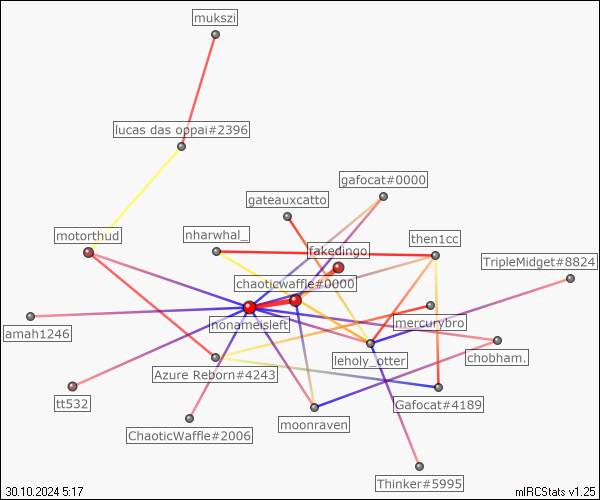 mukszi
lucas das oppai#2396
gafocat#0000
gateauxcatto
motorthud
nharwhal_
then1cc
fakedingo
TripleMidget#8824
chaoticwaffle#0000
nonameisleft
mercurybro
amah1246
leholy_otter
chobham.
Azure Reborn#4243
tt532
Gafocat#4189
ChaoticWaffle#2006
moonraven
Thinker#5995
30.10.2024 5:17
mIRCStats v1.25